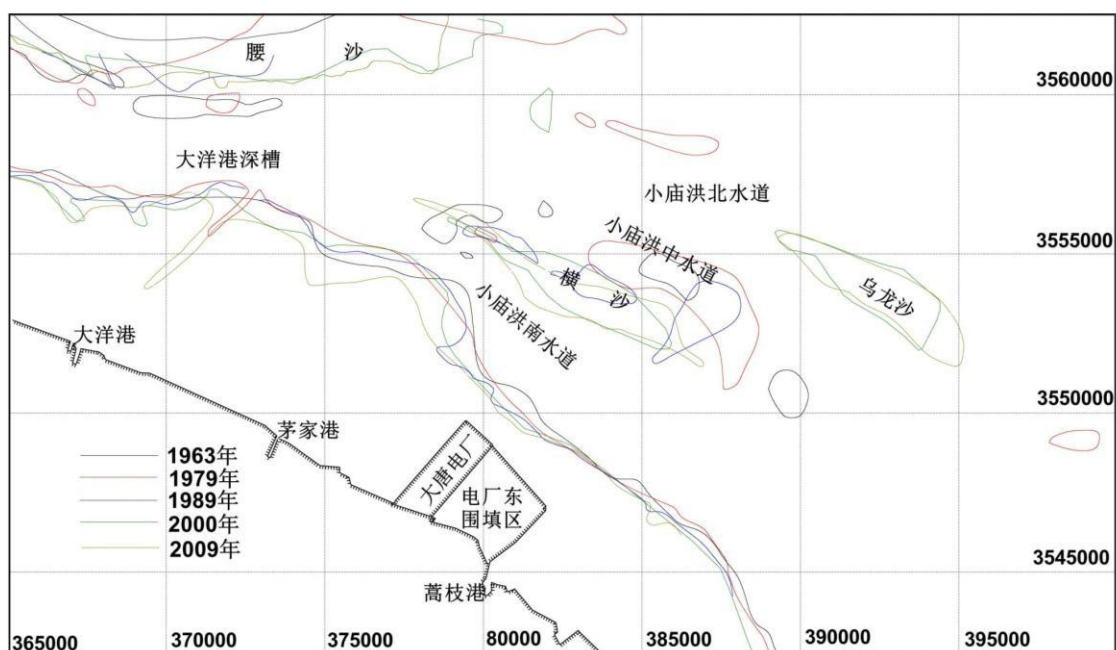 腰 沙
3560000
大洋港深槽
小庙洪北水道
小庙洪中水道
3555000
横 沙
乌龙沙
小庙洪南水道
大洋港
3550000
茅家港
1963年
1979年
1989年
2000年
2009年
大唐电厂
电厂东
围填区
3545000
蒿枝港
365000 370000 375000 80000 385000 390000 395000